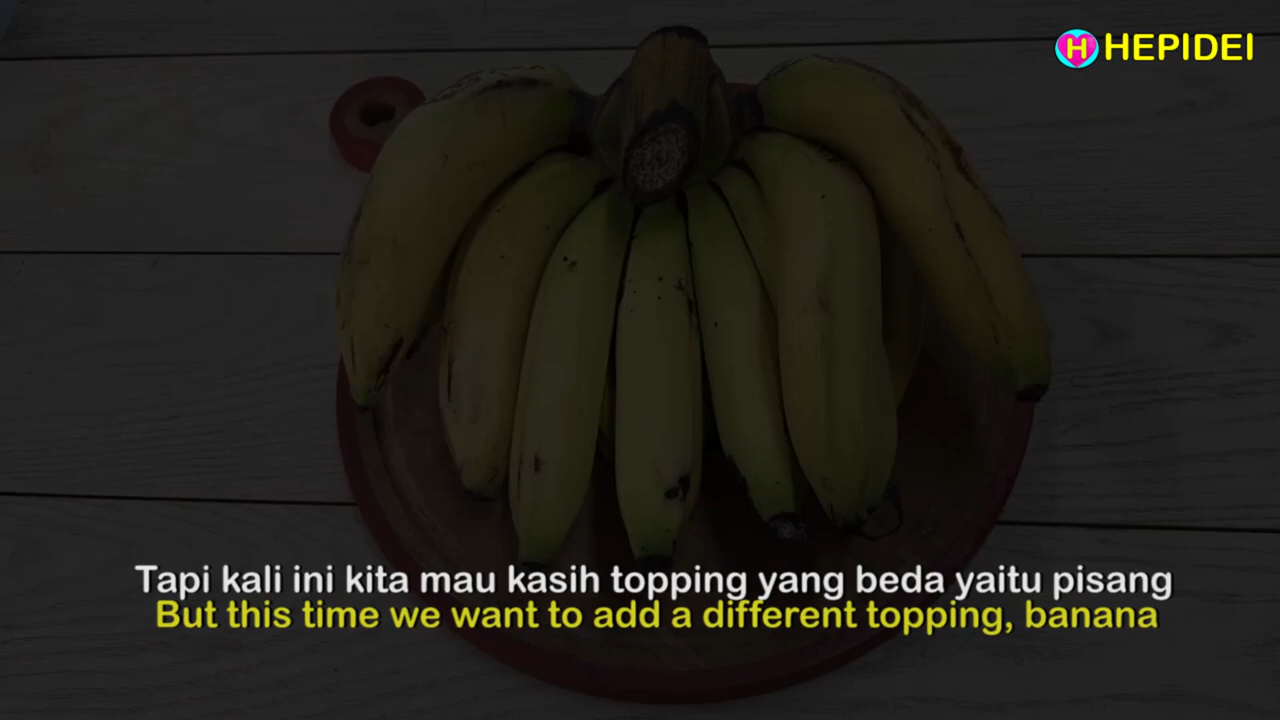 H HEPIDEI
Tapi kali ini kita mau kasih topping yang beda yaitu pisang
But this time we want to add a different topping, banana